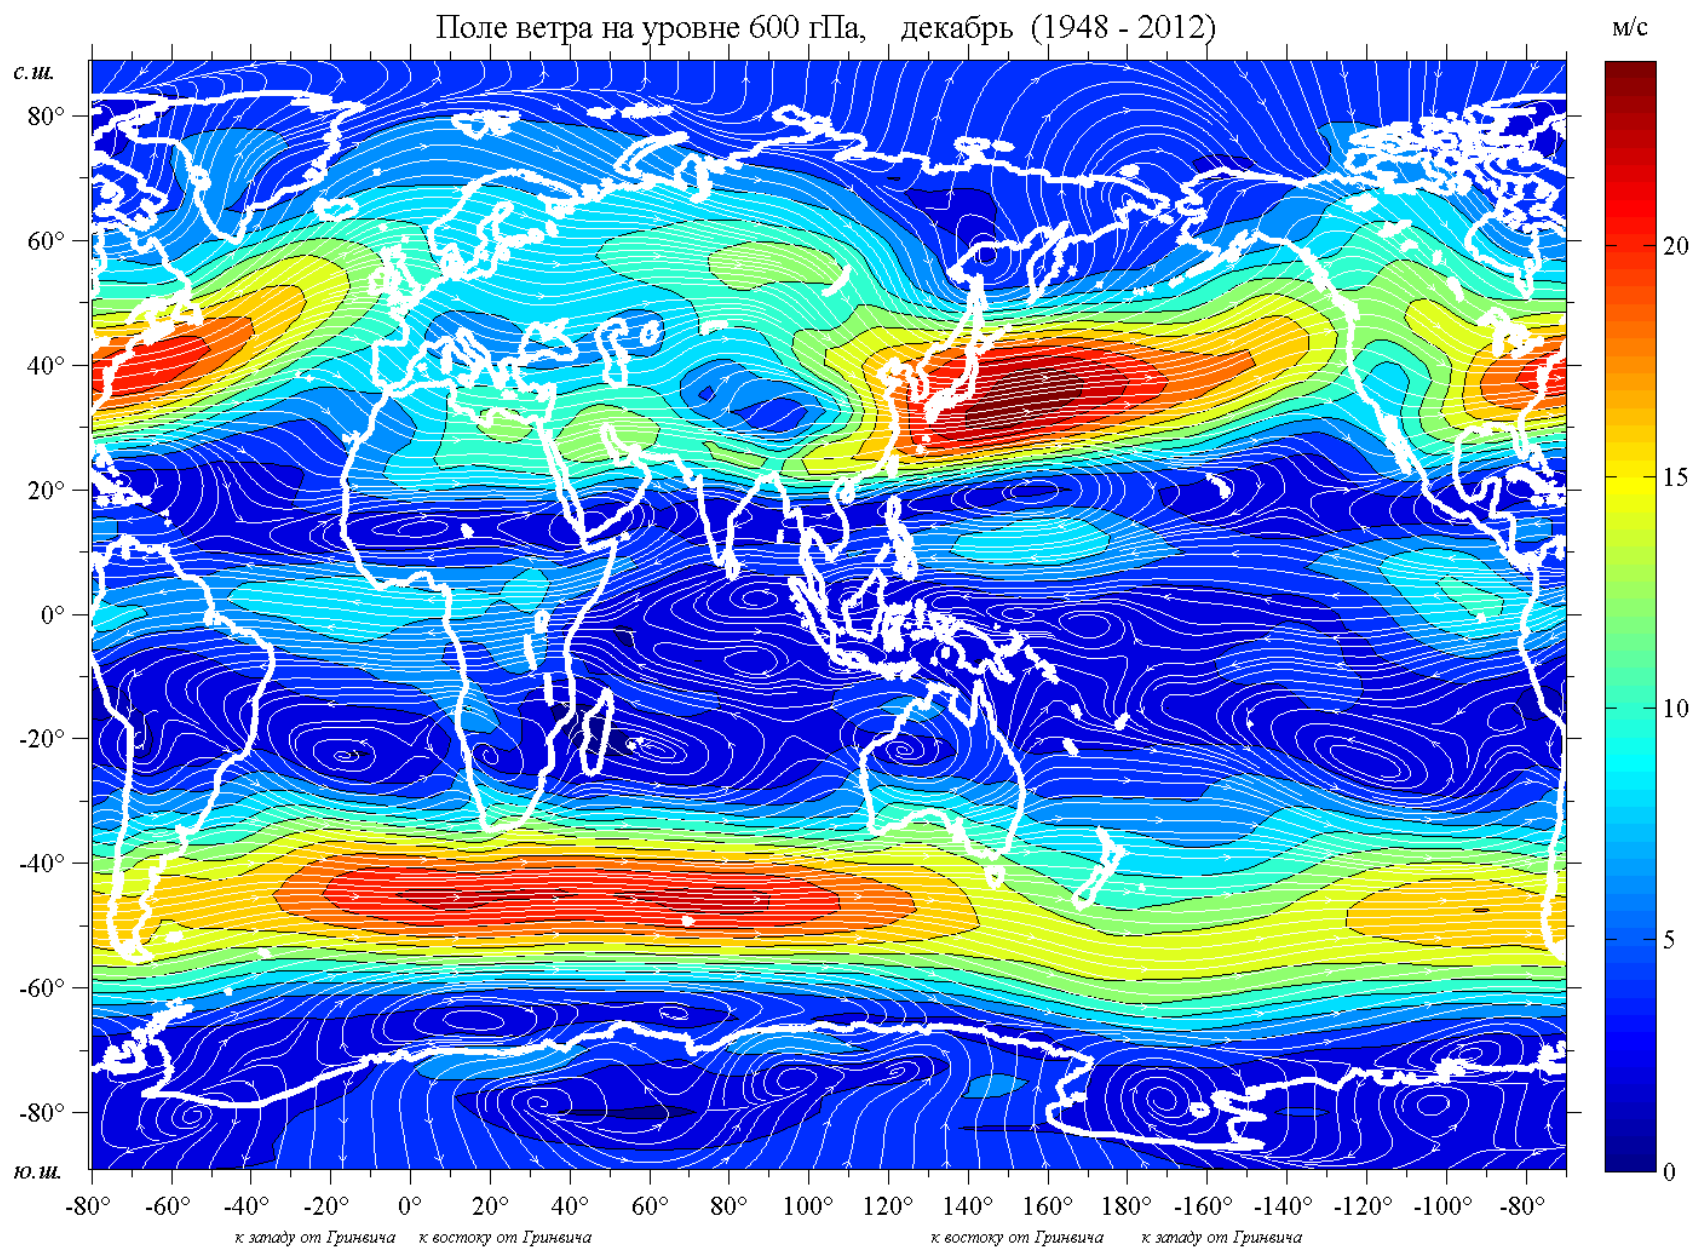 Поле ветра на уровне 600 гПа, декабрь (1948 - 2012)
м/с
с.ш.
80°
60°
40°
20°
0°
-20°
-40°
-60°
-80°
ю.ш.
20
15
10
5
0
-80° -60° -40° -20° 0° 20° 40° 60° 80° 100° 120° 140° 160° 180° -160° -140° -120° -100° -80°
к западу от Гринвича к востоку от Гринвича к востоку от Гринвича к западу от Гринвича